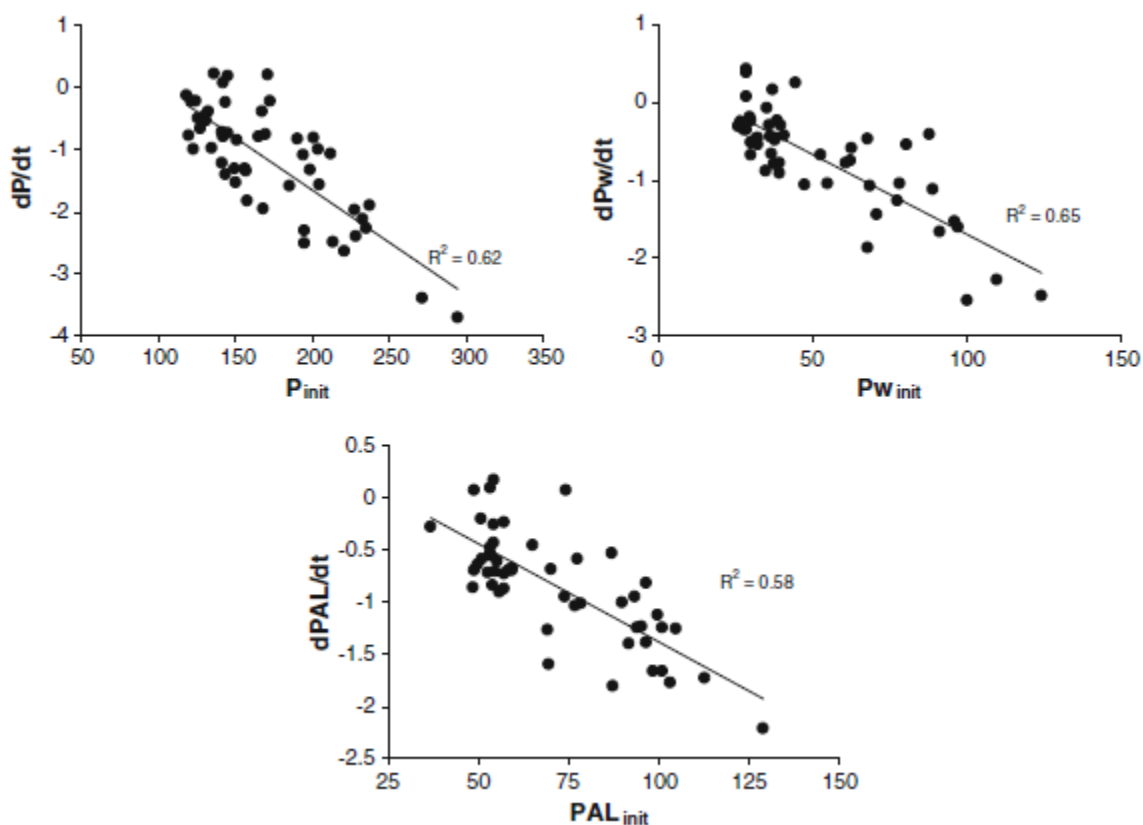 1
0
-1
-2
-3
-4
dP/dt
R² = 0.62
50 100 150 200 250 300 350
P init
1
0
-1
-2
-3
dPw/dt
R² = 0.65
0 50 100 150
Pw init
0.5
0
-0.5
-1
-1.5
-2
-2.5
dPAL/dt
R² = 0.58
25 50 75 100 125 150
PAL init